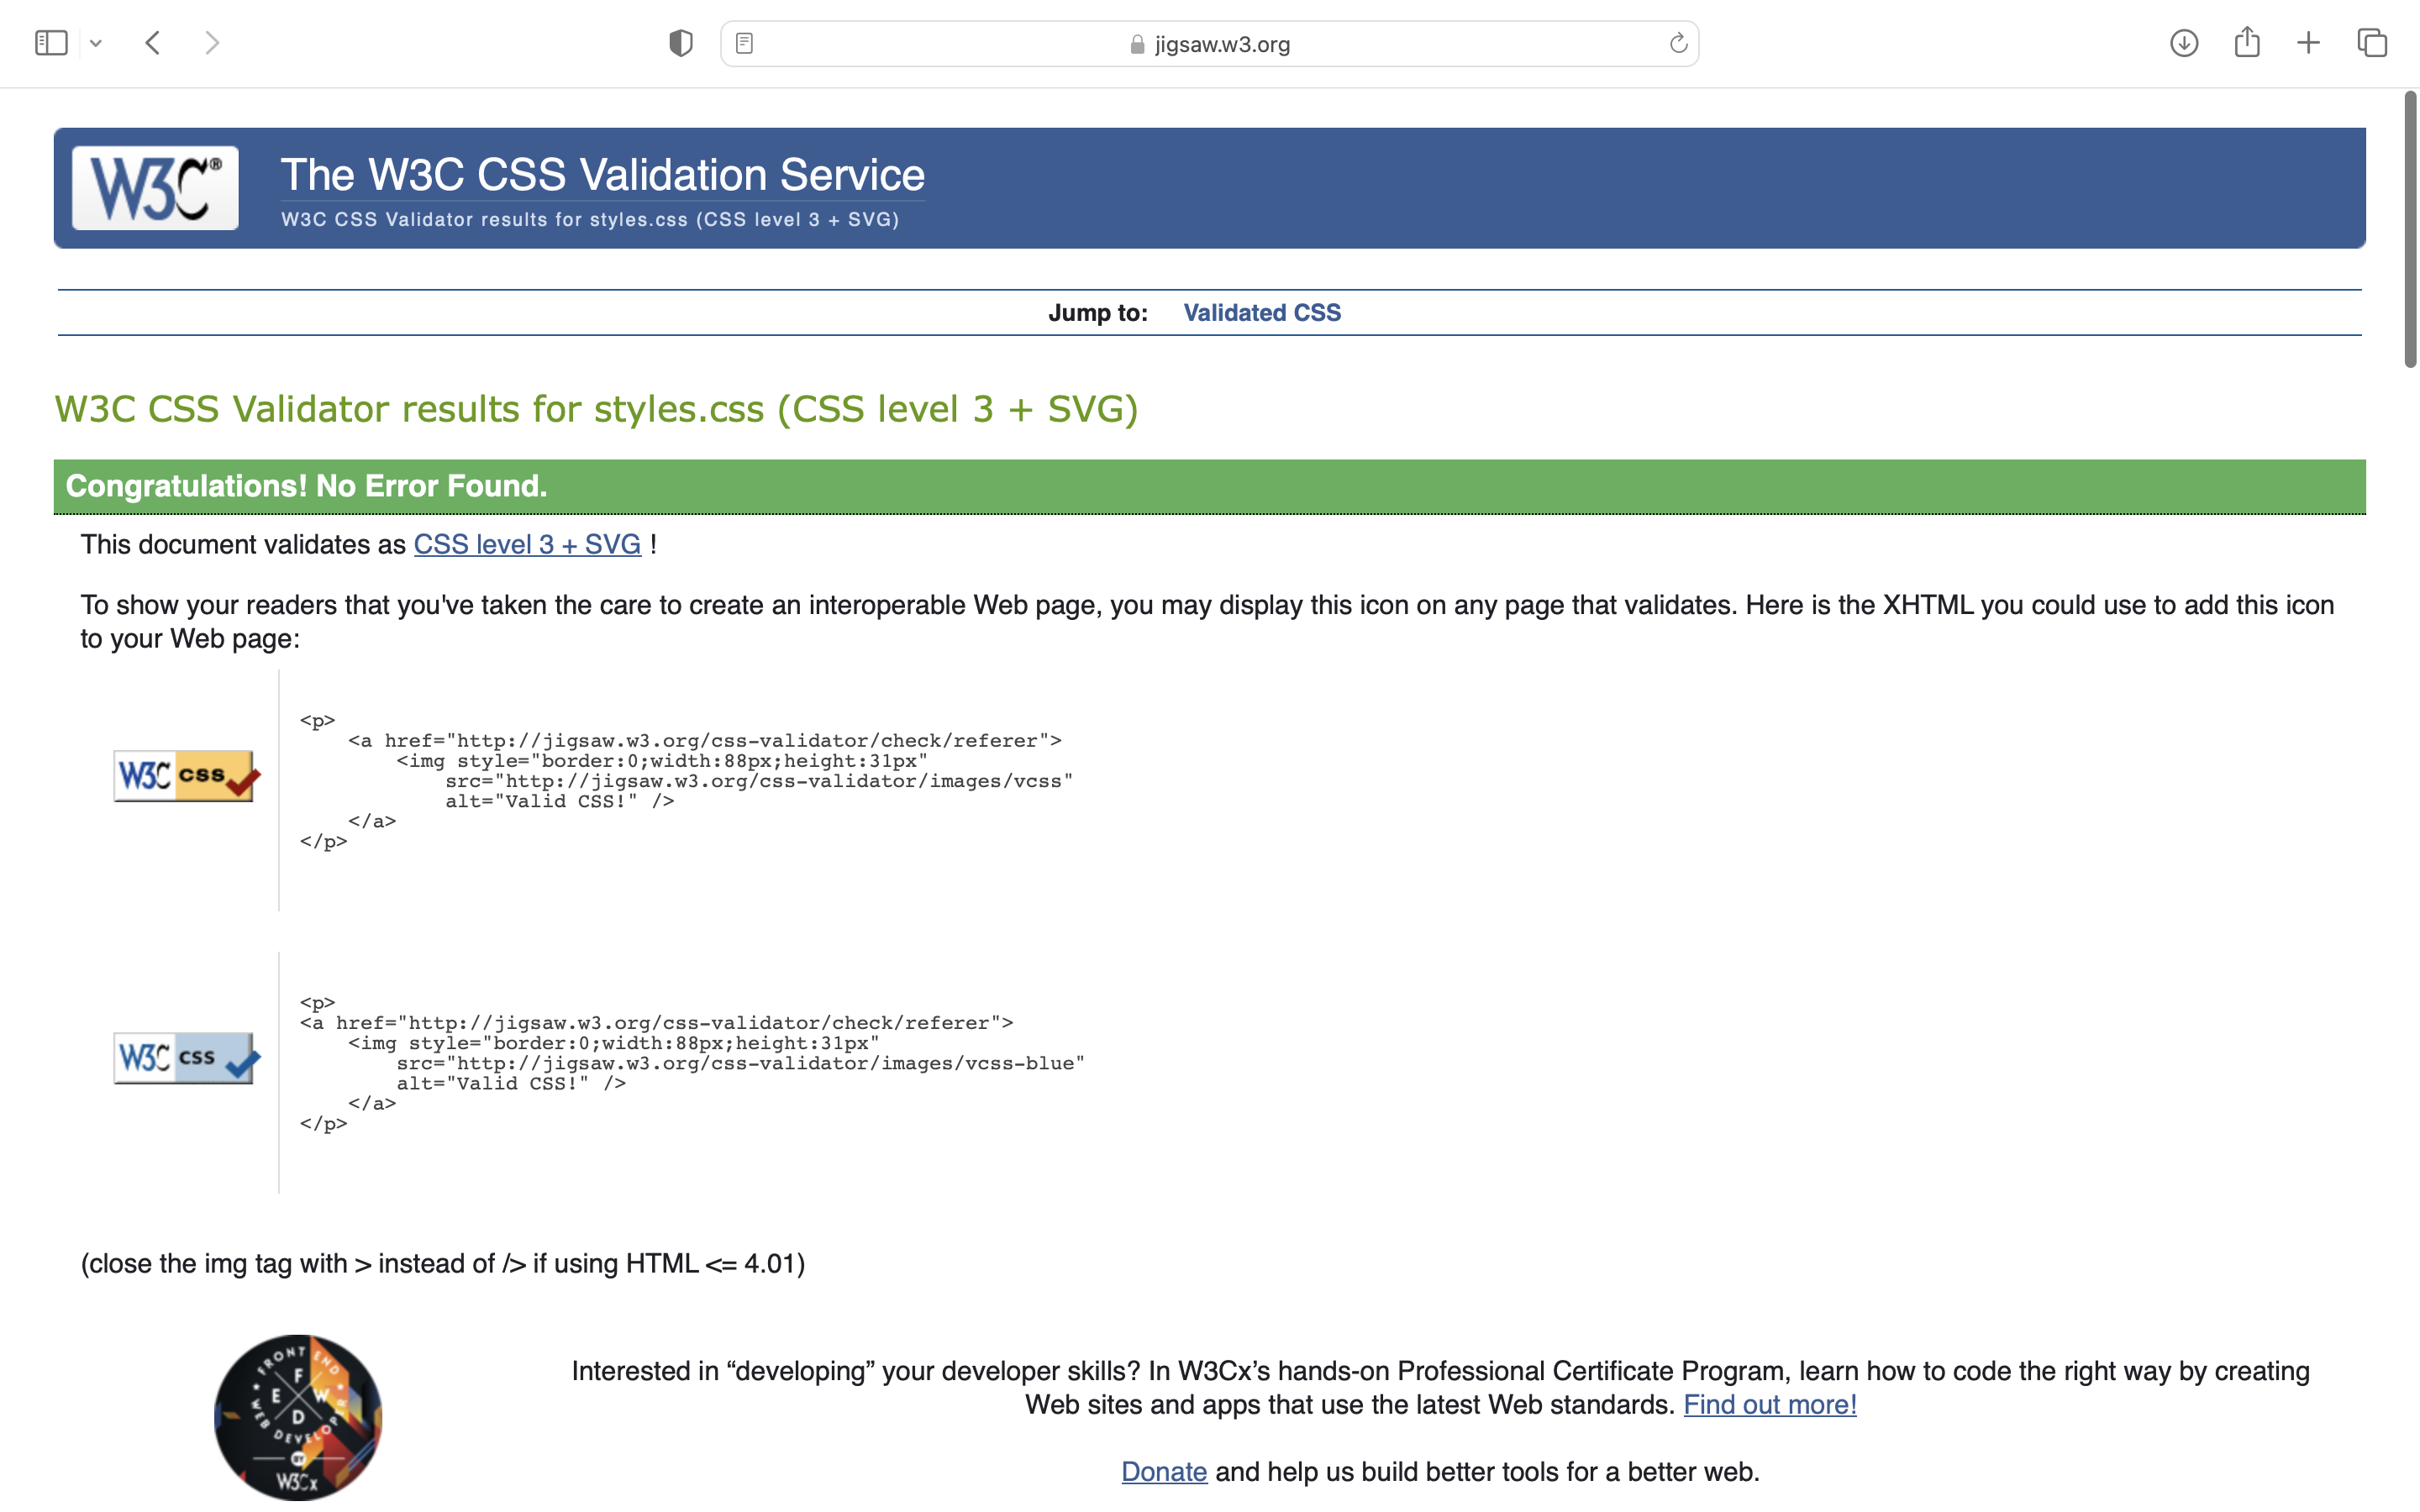 jigsaw.w3.org
W3C®
The W3C CSS Validation Service
W3C CSS Validator results for styles.css (CSS level 3 + SVG)
Jump to: Validated CSS
W3C CSS Validator results for styles.css (CSS level 3 + SVG)
Congratulations! No Error Found.
This document validates as CSS level 3 + SVG !
To show your readers that you've taken the care to create an interoperable Web page, you may display this icon on any page that validates. Here is the XHTML you could use to add this icon
to your Web page:
W3C css
<p>
    <a href="http://jigsaw.w3.org/css-validator/check/referer">
        <img style="border:0;width:88px;height:31px"
            src="http://jigsaw.w3.org/css-validator/images/vcss"
            alt="Valid CSS!" />
    </a>
</p>
W3C css
<p>
<a href="http://jigsaw.w3.org/css-validator/check/referer">
    <img style="border:0;width:88px;height:31px"
        src="http://jigsaw.w3.org/css-validator/images/vcss-blue"
        alt="Valid CSS!" />
    </a>
</p>
(close the img tag with > instead of /> if using HTML <= 4.01)
FRONT END
WEB DEVELOPER
F
E W
D
BY
W3Cx
Interested in “developing” your developer skills? In W3Cx’s hands-on Professional Certificate Program, learn how to code the right way by creating
Web sites and apps that use the latest Web standards. Find out more!
Donate and help us build better tools for a better web.